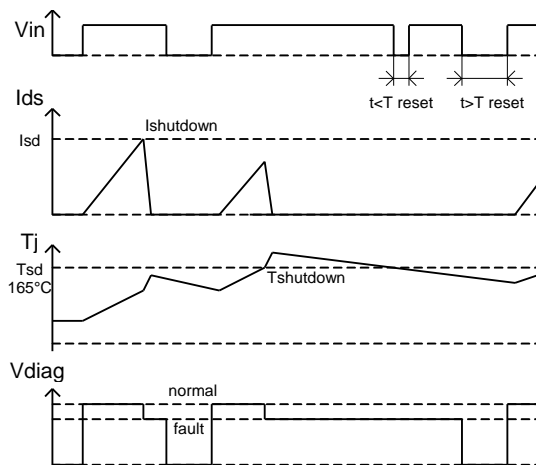 Vin
t<T reset
t>T reset
Ids
Isd
Ishutdown
Tj
Tsd
165°C
Tshutdown
Vdiag
normal
fault